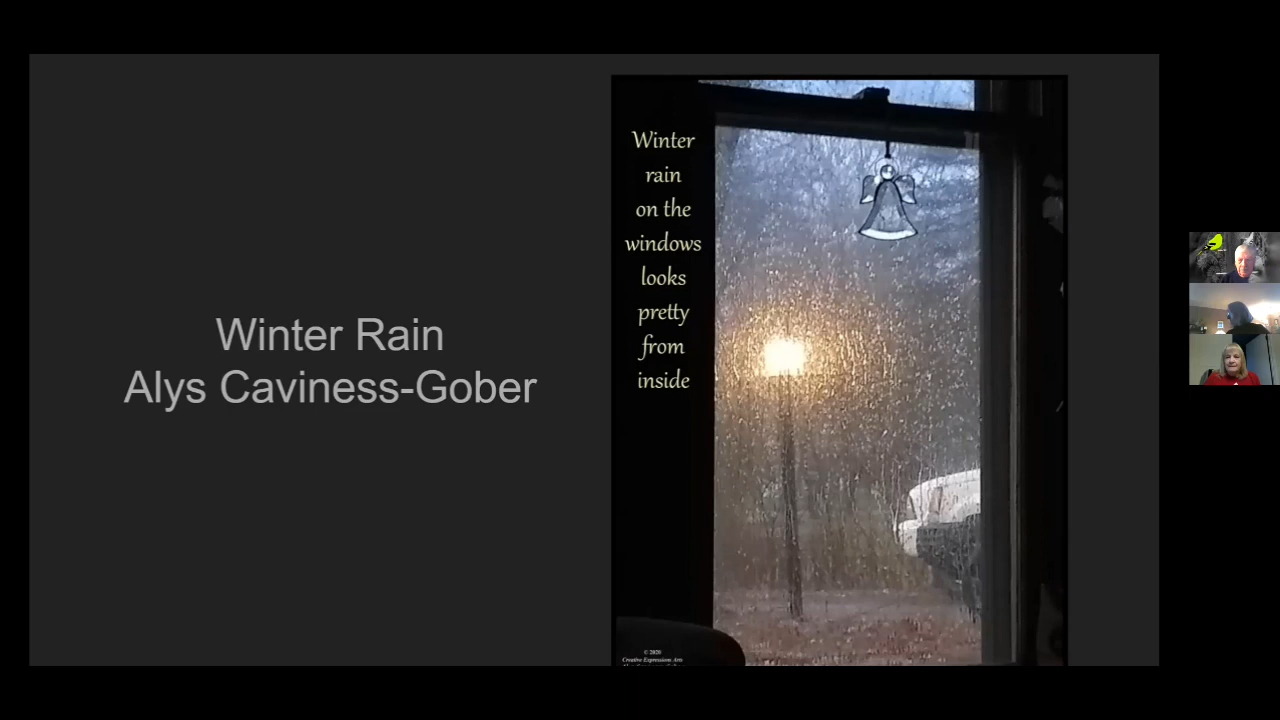 Winter Rain
Alys Caviness-Gober
Winter
rain
on the
windows
looks
pretty
from
inside
© 2020
Creative Expressions Arts